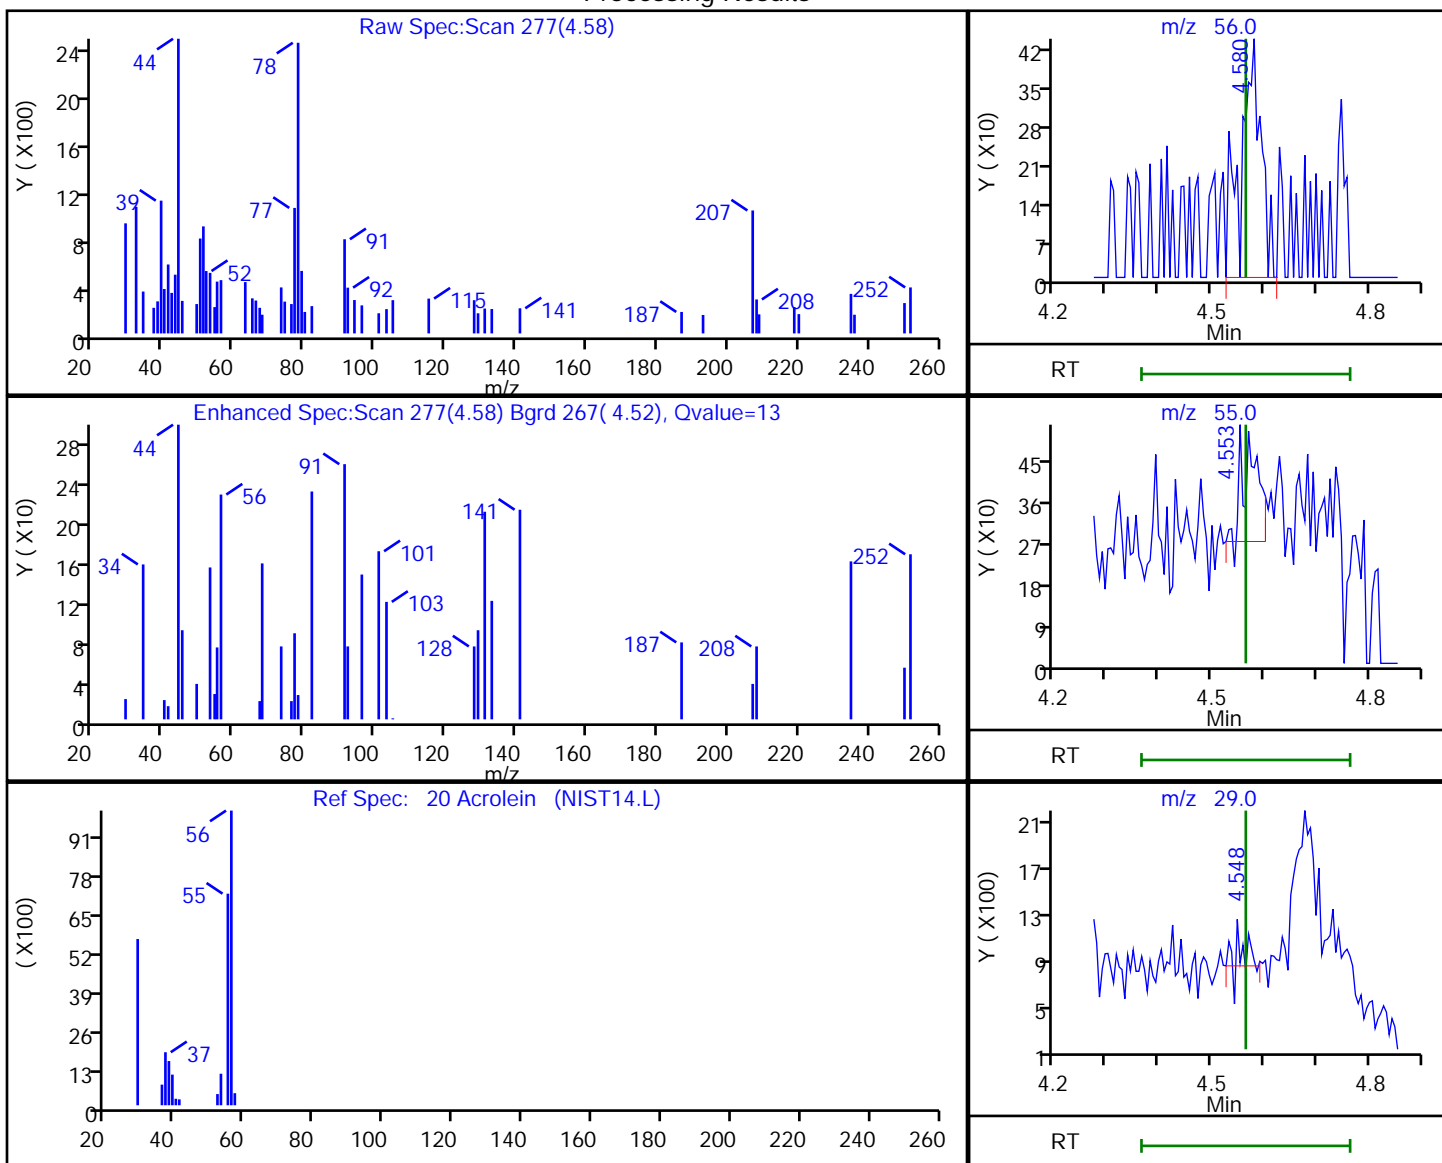 Processing Results
Raw Spec:Scan 277(4.58)
Y ( X100)
24
20
16
12
8
4
0
44
78
39
77
52
91
92
115
141
187
207
208
252
20 40 60 80 100 120 140 160 180 200 220 240 260
m/z
m/z 56.0
Y ( X10)
42
35
28
21
14
7
0
4.580
4.2 4.5 4.8
Min
RT
Enhanced Spec:Scan 277(4.58) Bgrd 267( 4.52), Qvalue=13
Y ( X10)
28
24
20
16
12
8
4
0
44
34
56
91
101
103
141
128
187
208
252
20 40 60 80 100 120 140 160 180 200 220 240 260
m/z
m/z 55.0
Y ( X10)
45
36
27
18
9
0
4.553
4.2 4.5 4.8
Min
RT
Ref Spec: 20 Acrolein (NIST14.L)
( X100)
91
78
65
52
39
26
13
0
56
55
37
20 40 60 80 100 120 140 160 180 200 220 240 260
m/z 29.0
Y ( X100)
21
17
13
9
5
1
4.548
4.2 4.5 4.8
Min
RT